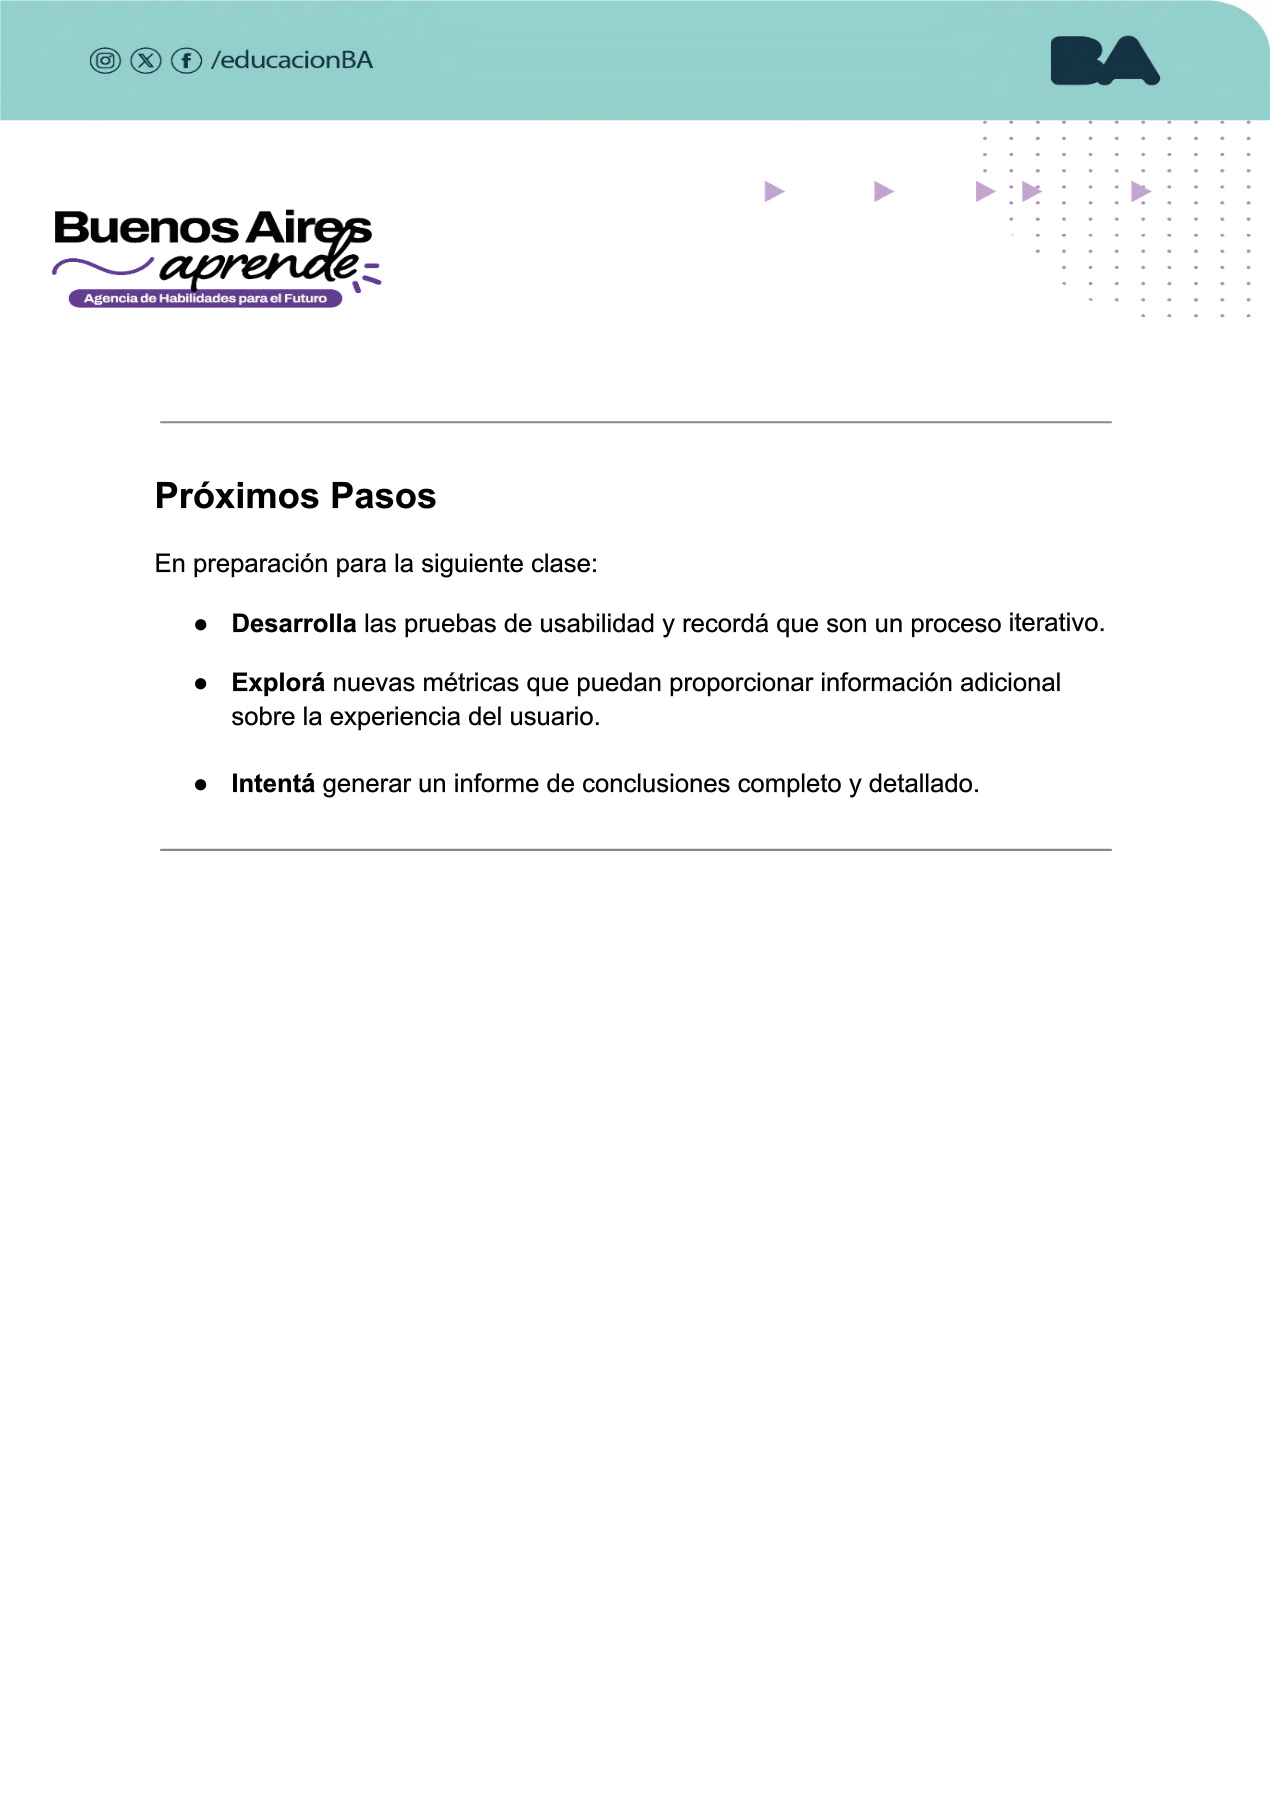 /educacionBA
BA
Buenos Aires
aprende
Agencia de Habilidades para el Futuro
Próximos Pasos
En preparación para la siguiente clase:
● Desarrolla las pruebas de usabilidad y recordá que son un proceso iterativo.
● Explorá nuevas métricas que puedan proporcionar información adicional
sobre la experiencia del usuario.
● Intentá generar un informe de conclusiones completo y detallado.